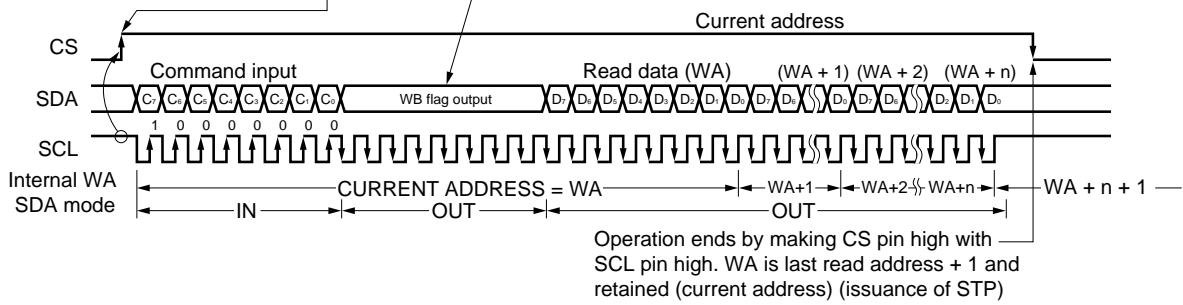 Current address
CS
Command input
Read data (WA)
(WA + 1)
(WA + 2)
(WA + n)
SDA
C7 C6 C5 C4 C3 C2 C1 C0
WB flag output
D7 D6 D5 D4 D3 D2 D1 D0 D7 D6 D0 D7 D6 D2 D1 D0
1 0 0 0 0 0 0 0
SCL
Internal WA
CURRENT ADDRESS = WA
WA+1
WA+2
WA+n
WA + n + 1
SDA mode
IN
OUT
OUT
Operation ends by making CS pin high with
SCL pin high. WA is last read address + 1 and
retained (current address) (issuance of STP)